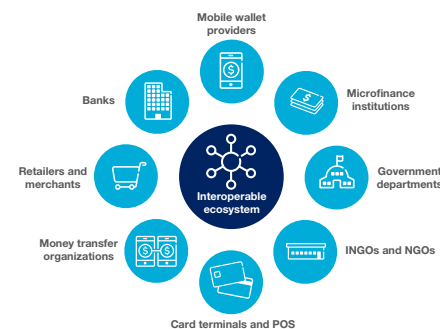 Mobile wallet
providers
Banks
Microfinance
institutions
Retailers and
merchants
Interoperable
ecosystem
Government
departments
Money transfer
organizations
INGOs and NGOs
Card terminals and POS